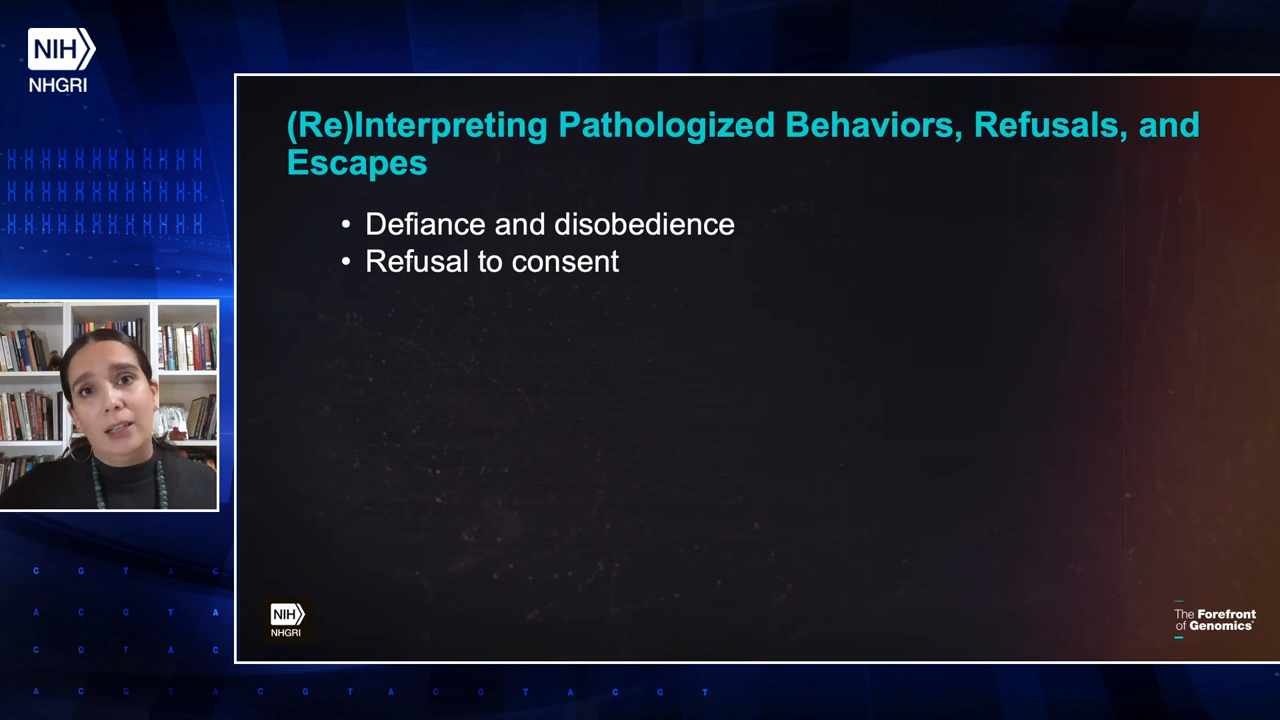 NIH
NHGRI
(Re)Interpreting Pathologized Behaviors, Refusals, and
Escapes
• Defiance and disobedience
• Refusal to consent
C G T A C
A C G T A
C G T A C
A C G T A C G T A C G T A C G T
NIH
NHGRI
The Forefront
of Genomics